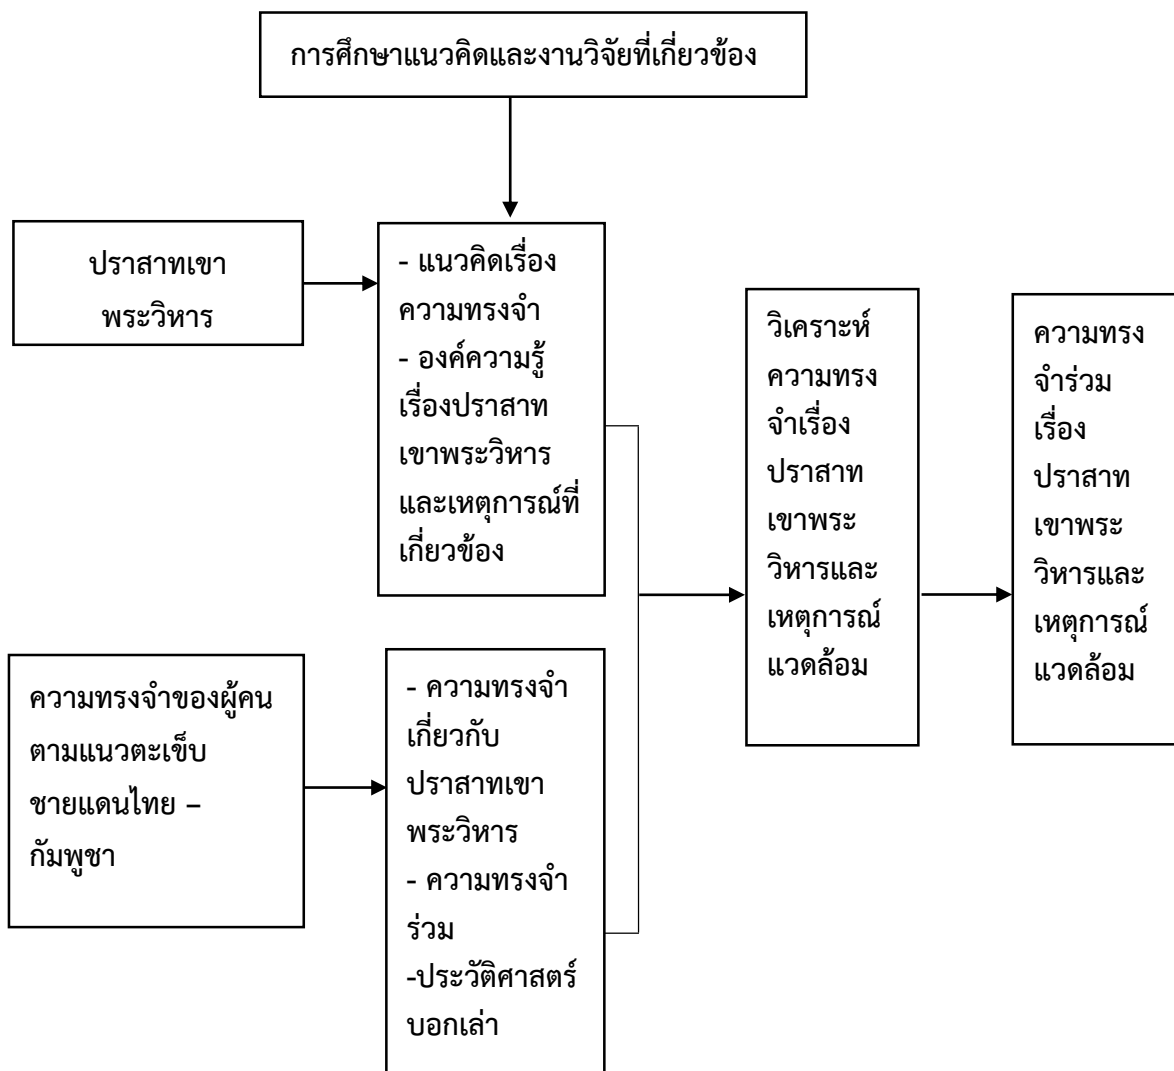 การศึกษาแนวคิดและงานวิจัยที่เกี่ยวข้อง
ปราสาทเขา
พระวิหาร
- แนวคิดเรื่อง
ความทรงจำ
- องค์ความรู้
เรื่องปราสาท
เขาพระวิหาร
และเหตุการณ์ที่
เกี่ยวข้อง
ความทรงจำของผู้คน
ตามแนวตะเข็บ
ชายแดนไทย –
กัมพูชา
- ความทรงจำ
เกี่ยวกับ
ปราสาทเขา
พระวิหาร
- ความทรงจำ
ร่วม
-ประวัติศาสตร์
บอกเล่า
วิเคราะห์
ความทรง
จำเรื่อง
ปราสาท
เขาพระ
วิหารและ
เหตุการณ์
แวดล้อม
ความทรง
จำร่วม
เรื่อง
ปราสาท
เขาพระ
วิหารและ
เหตุการณ์
แวดล้อม